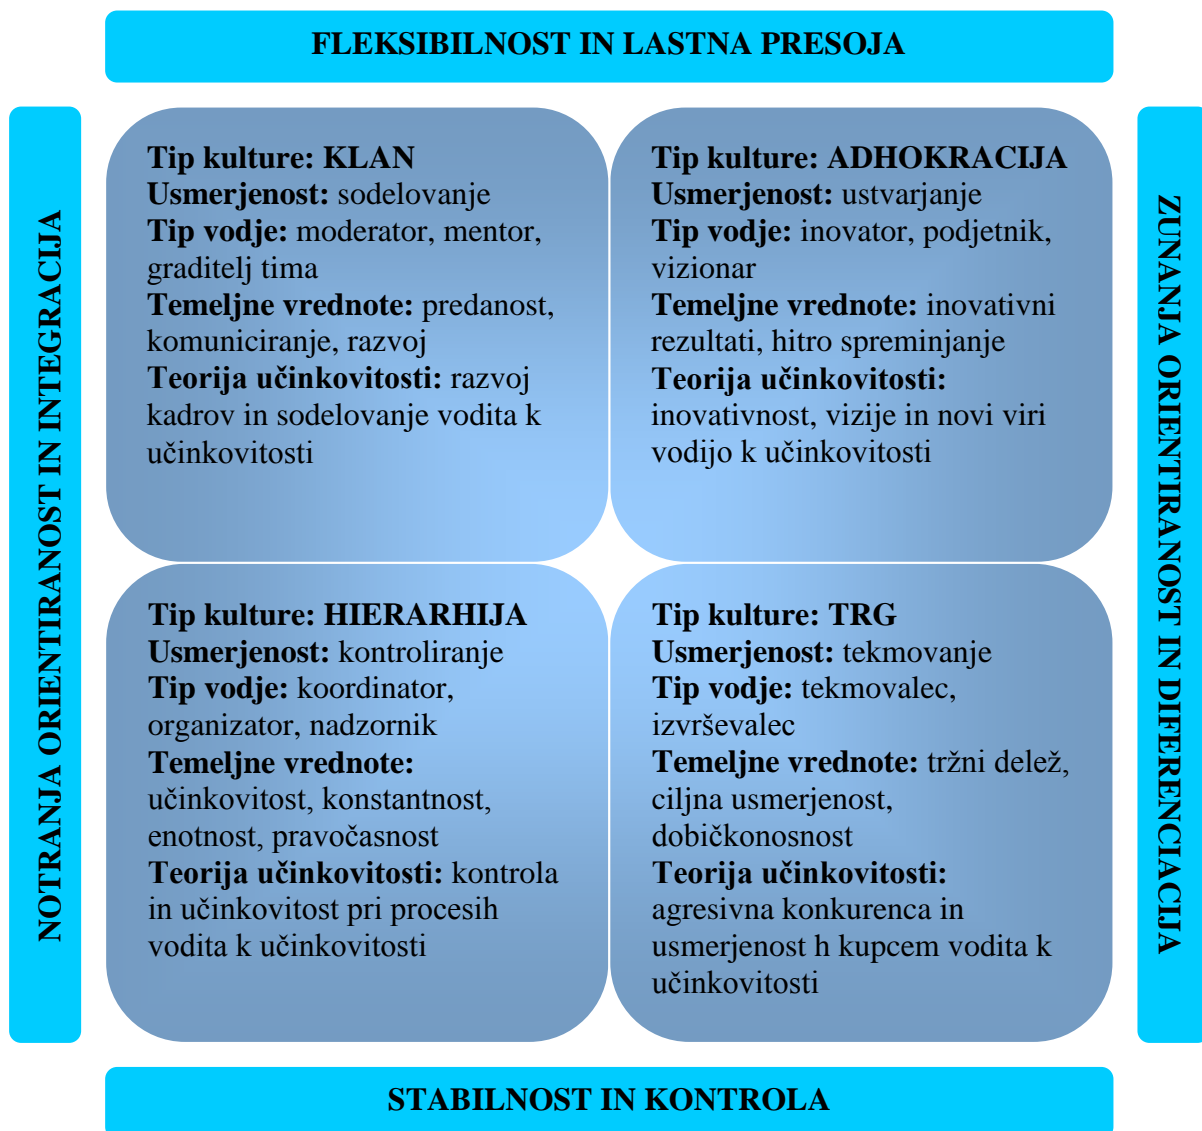 FLEKSIBILNOST IN LASTNA PRESOJA
NOTRANJA ORIENTIRANOST IN INTEGRACIJA
Tip kulture: KLAN
Usmerjenost: sodelovanje
Tip vodje: moderator, mentor,
graditelj tima
Temeljne vrednote: predanost,
komuniciranje, razvoj
Teorija učinkovitosti: razvoj
kadrov in sodelovanje vodita k
učinkovitosti
Tip kulture: ADHOKRACIJA
Usmerjenost: ustvarjanje
Tip vodje: inovator, podjetnik,
vizionar
Temeljne vrednote: inovativni
rezultati, hitro spreminjanje
Teorija učinkovitosti:
inovativnost, vizije in novi viri
vodijo k učinkovitosti
Tip kulture: HIERARHIJA
Usmerjenost: kontroliranje
Tip vodje: koordinator,
organizator, nadzornik
Temeljne vrednote:
učinkovitost, konstantnost,
enotnost, pravočasnost
Teorija učinkovitosti: kontrola
in učinkovitost pri procesih
vodita k učinkovitosti
Tip kulture: TRG
Usmerjenost: tekmovanje
Tip vodje: tekmovalec,
izvrševalec
Temeljne vrednote: tržni delež,
ciljna usmerjenost,
dobičkonosnost
Teorija učinkovitosti:
agresivna konkurenca in
usmerjenost h kupcem vodita k
učinkovitosti
ZUNANJA ORIENTIRANOST IN DIFERENCIACIJA
STABILNOST IN KONTROLA